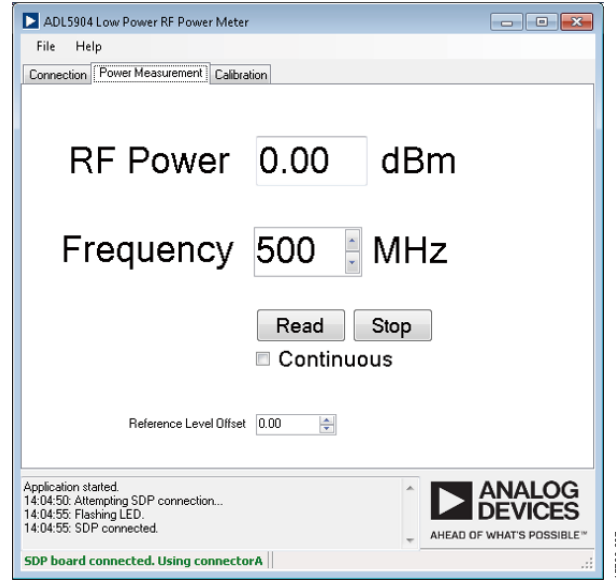 ADL5904 Low Power RF Power Meter
File Help
Connection Power Measurement Calibration
RF Power 0.00 dBm
Frequency 500 MHz
Read Stop
Continuous
Reference Level Offset 0.00
Application started.
14:04:50: Attempting SDP connection...
14:04:55: Flashing LED.
14:04:55: SDP connected.
ANALOG
DEVICES
AHEAD OF WHAT'S POSSIBLE™
SDP board connected. Using connectorA